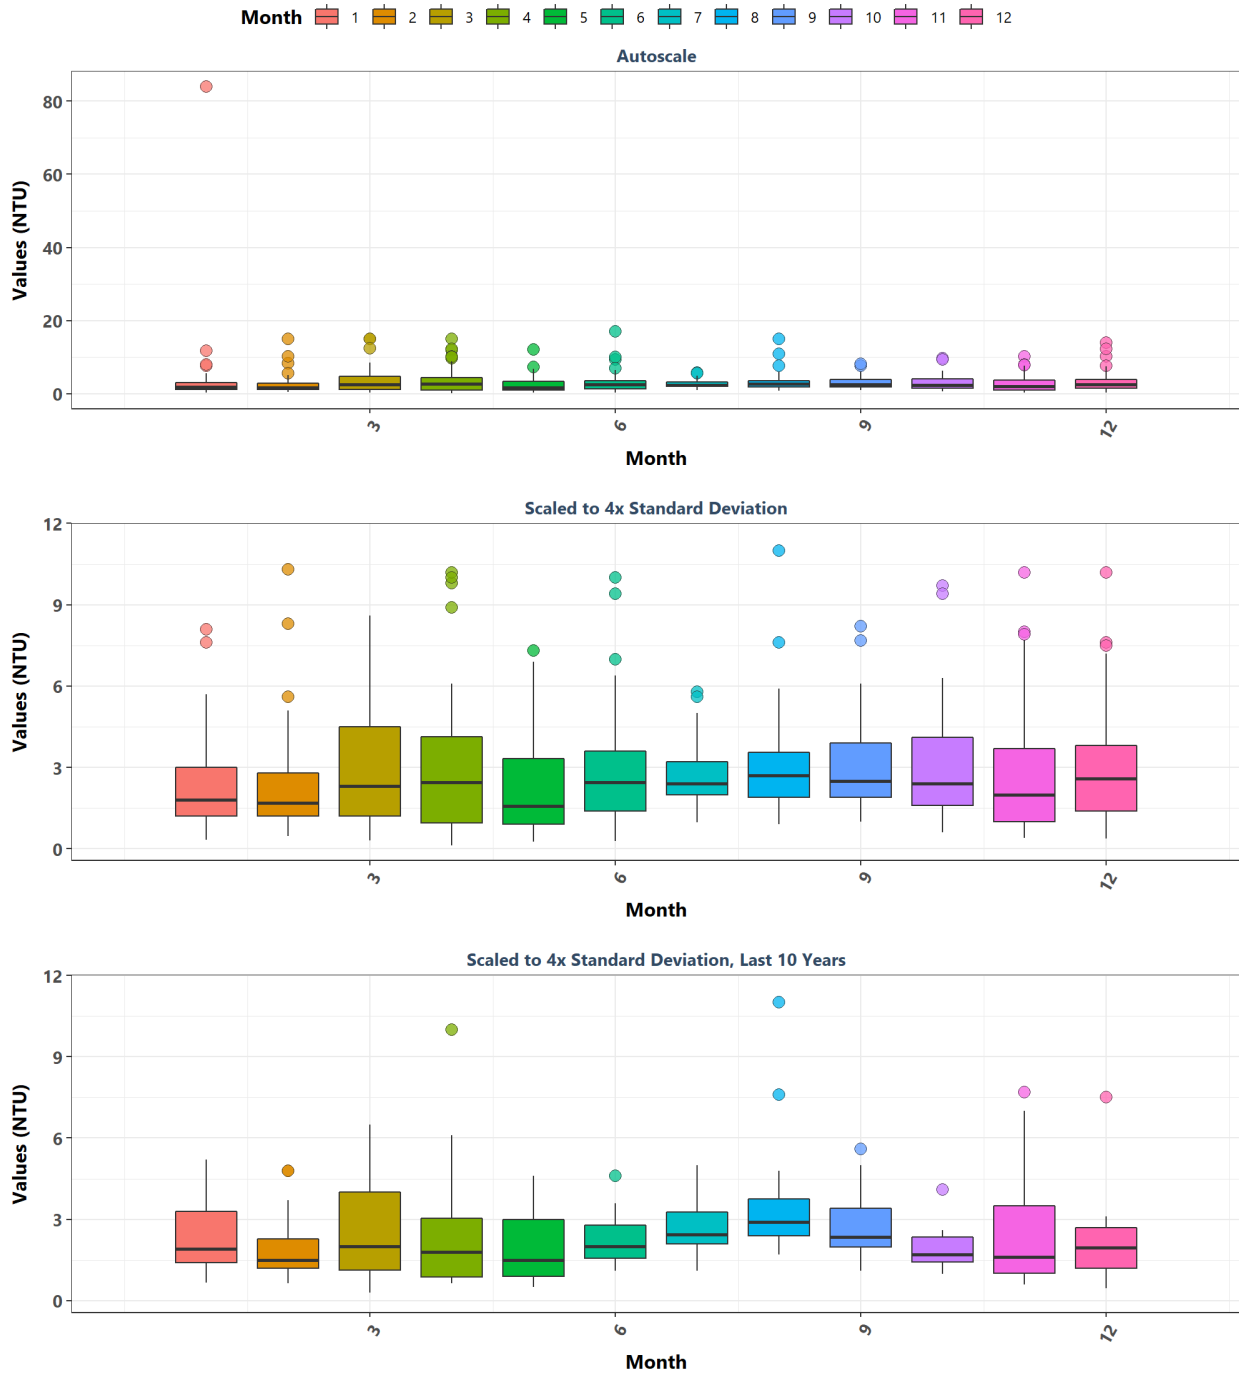 Month 1 2 3 4 5 6 7 8 9 10 11 12
Autoscale
80
60
40
20
0
Values (NTU)
3 6 9 12
Month
Scaled to 4x Standard Deviation
12
9
6
3
0
Values (NTU)
3 6 9 12
Month
Scaled to 4x Standard Deviation, Last 10 Years
12
9
6
3
0
Values (NTU)
3 6 9 12
Month